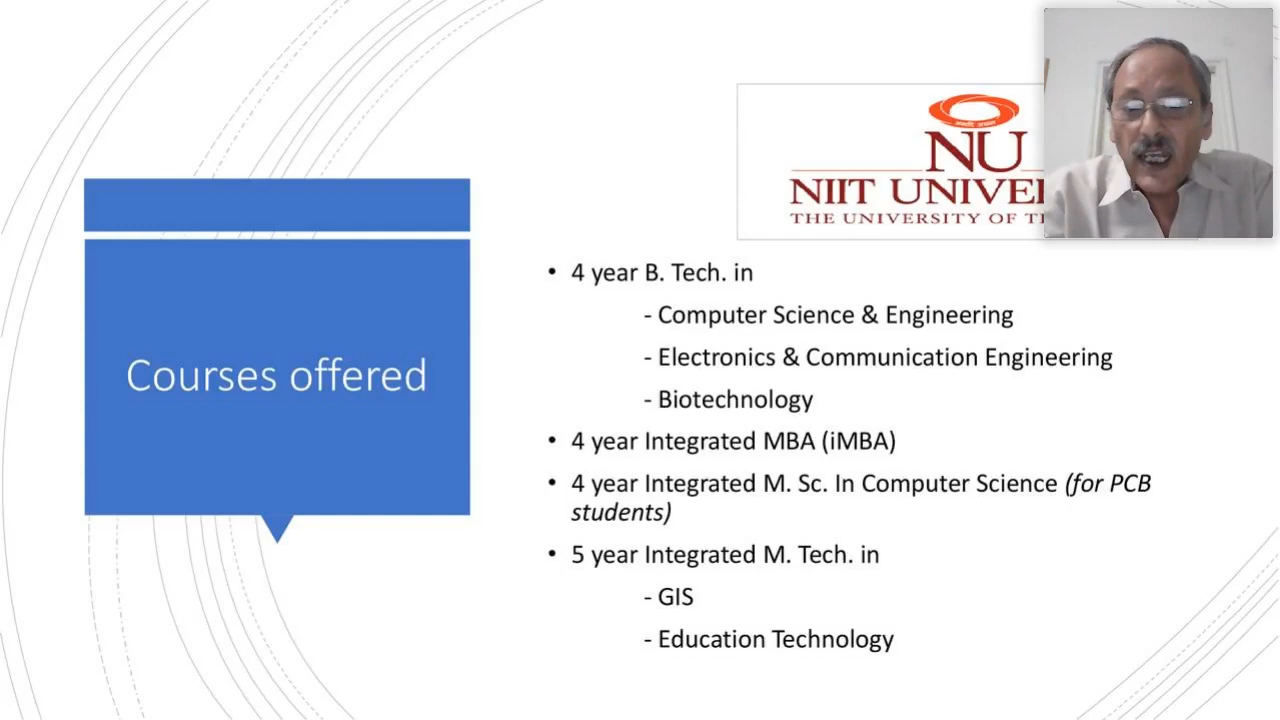 NU
NIIT UNIVE
THE UNIVERSITY OF T
Courses offered
• 4 year B. Tech. in
- Computer Science & Engineering
- Electronics & Communication Engineering
- Biotechnology
• 4 year Integrated MBA (iMBA)
• 4 year Integrated M. Sc. In Computer Science (for PCB
students)
• 5 year Integrated M. Tech. in
- GIS
- Education Technology